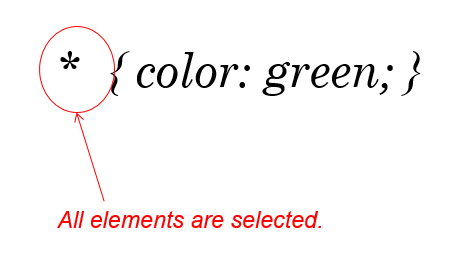 * { color: green; }
All elements are selected.